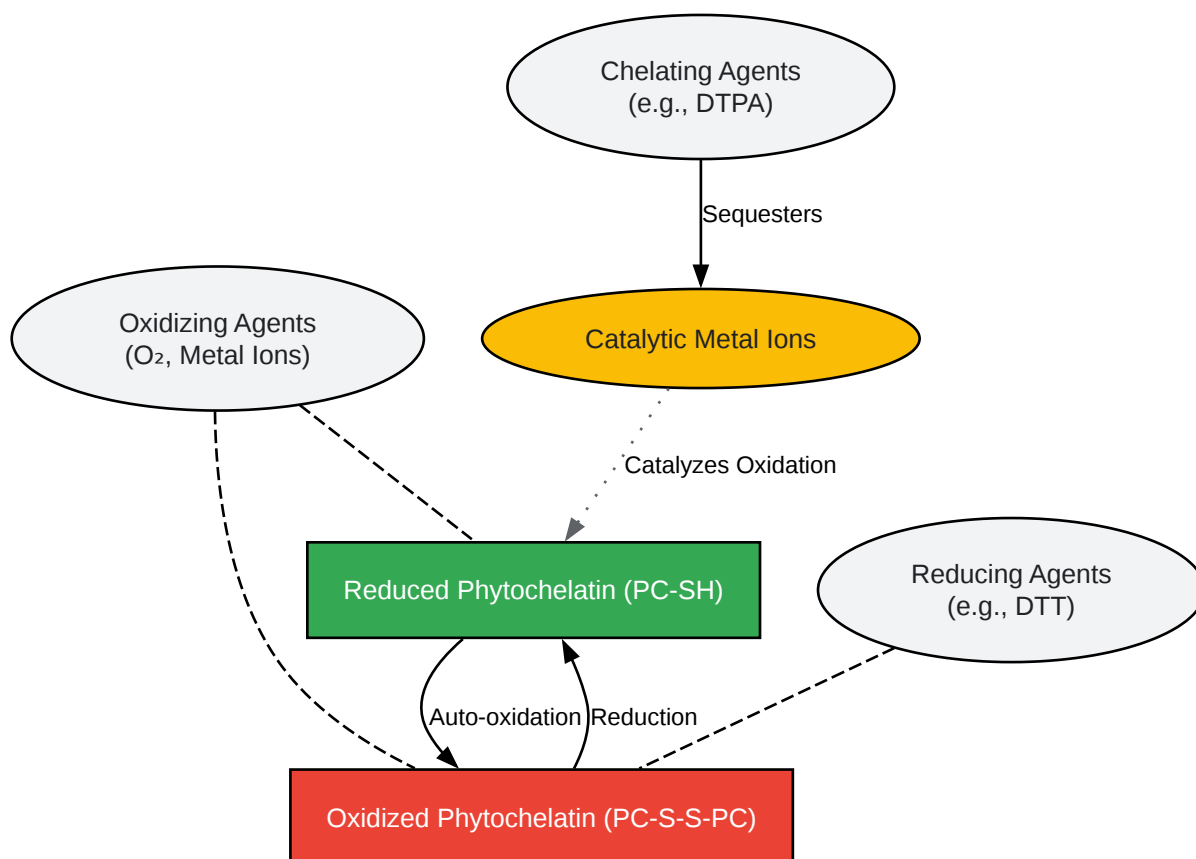 Chelating Agents
(e.g., DTPA)
Sequesters
Oxidizing Agents
(O₂, Metal Ions)
Catalytic Metal Ions
Catalyzes Oxidation
Reduced Phytochelatin (PC-SH)
Reducing Agents
(e.g., DTT)
Auto-oxidation
Reduction
Oxidized Phytochelatin (PC-S-S-PC)